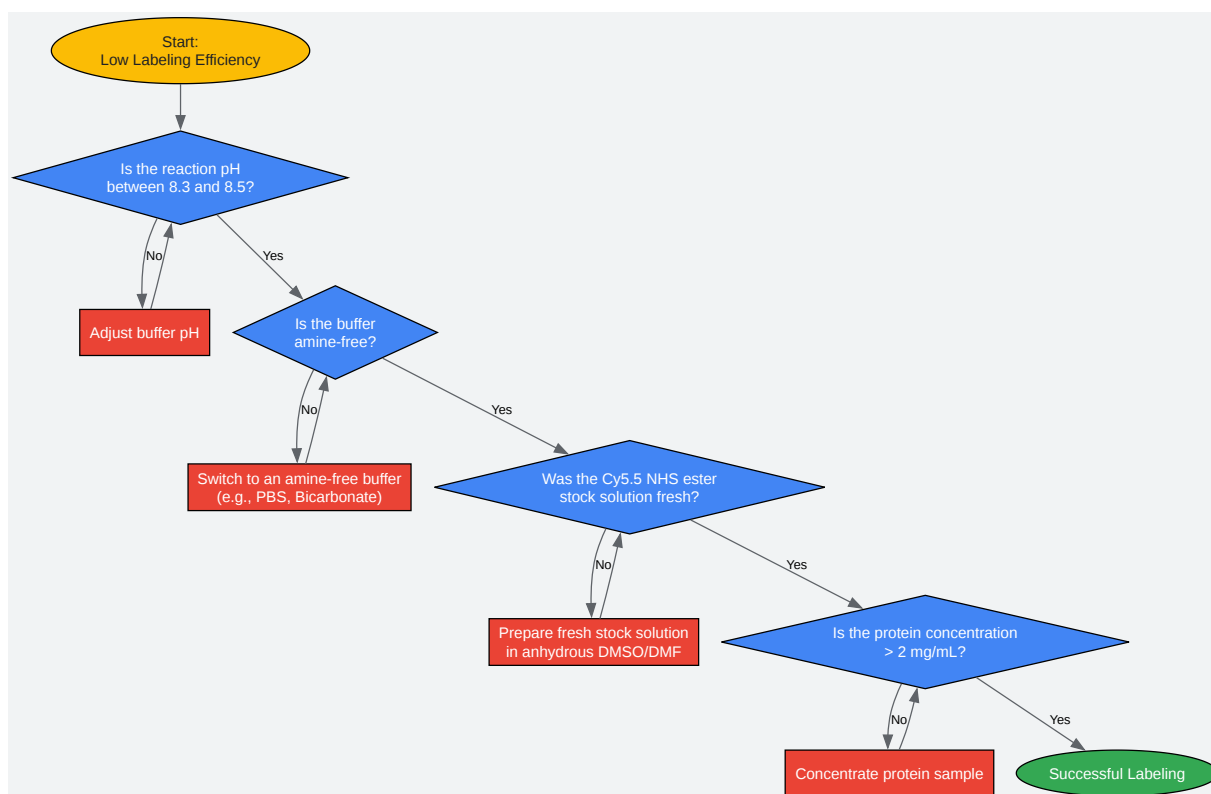 Start:
Low Labeling Efficiency
Is the reaction pH
between 8.3 and 8.5?
No
Yes
Adjust buffer pH
Is the buffer
amine-free?
No
Yes
Switch to an amine-free buffer
(e.g., PBS, Bicarbonate)
Was the Cy5.5 NHS ester
stock solution fresh?
No
Yes
Prepare fresh stock solution
in anhydrous DMSO/DMF
Is the protein concentration
> 2 mg/mL?
No
Yes
Concentrate protein sample
Successful Labeling